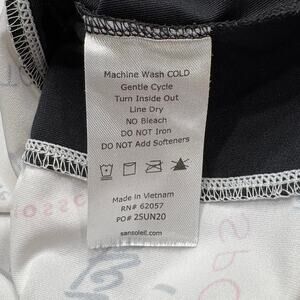 Machine Wash COLD
Gentle Cycle
Turn Inside Out
Line Dry
NO Bleach
DO NOT Iron
DO NOT Add Softeners
Made in Vietnam
RN# 62057
PO# 2SUN20
sansoleil.com